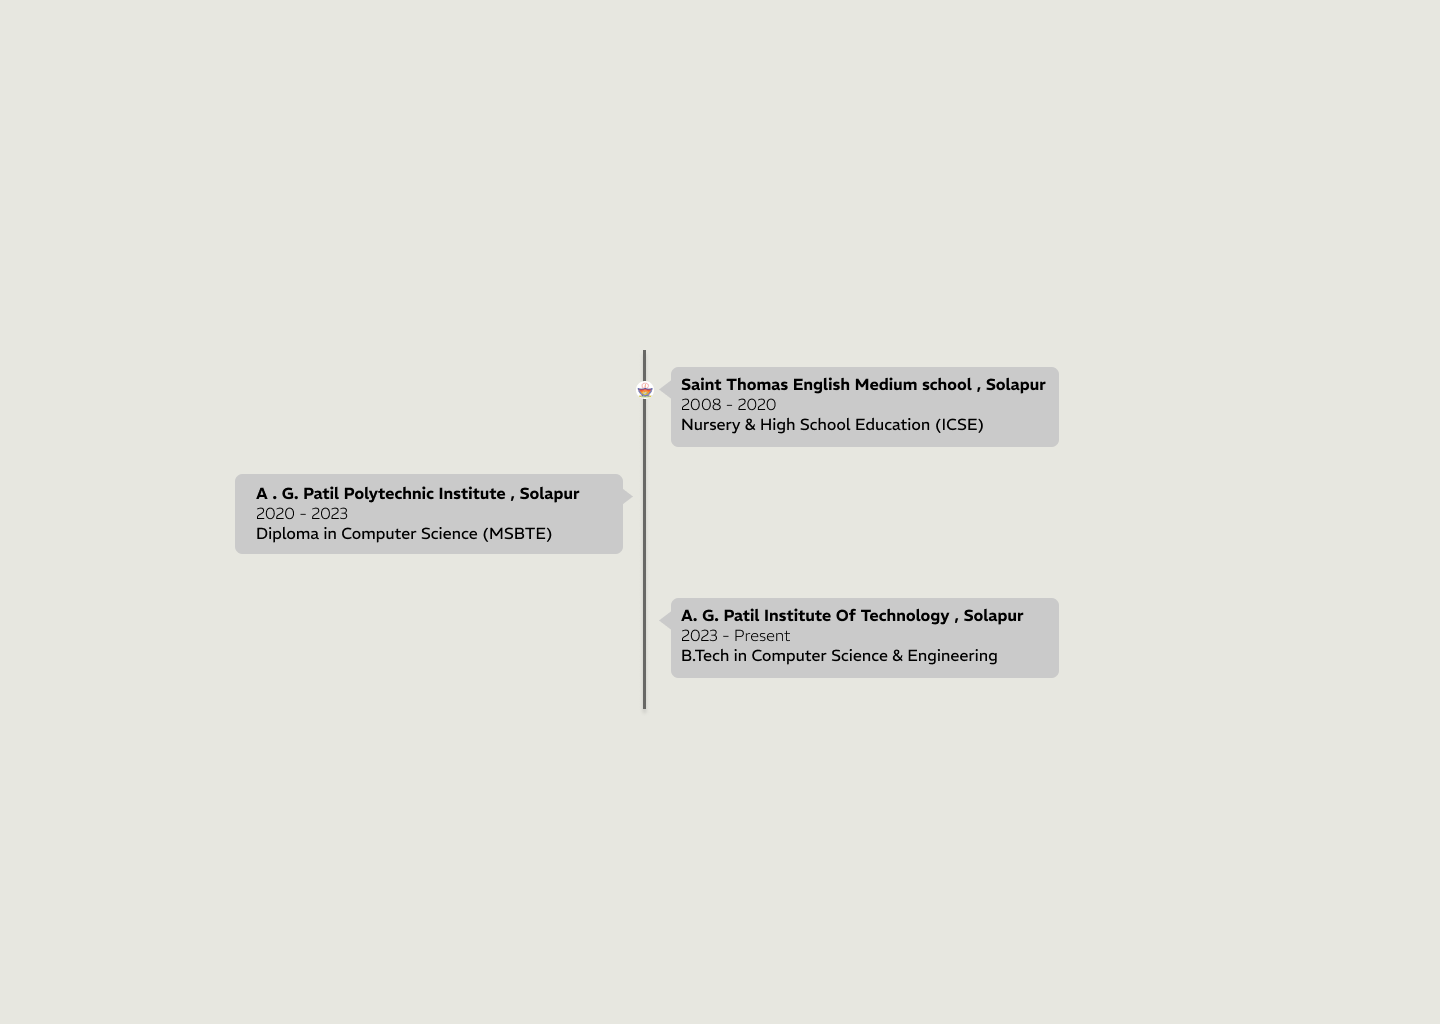 Saint Thomas English Medium school , Solapur
2008 - 2020
Nursery & High School Education (ICSE)
A . G. Patil Polytechnic Institute , Solapur
2020 - 2023
Diploma in Computer Science (MSBTE)
A. G. Patil Institute Of Technology , Solapur
2023 - Present
B.Tech in Computer Science & Engineering